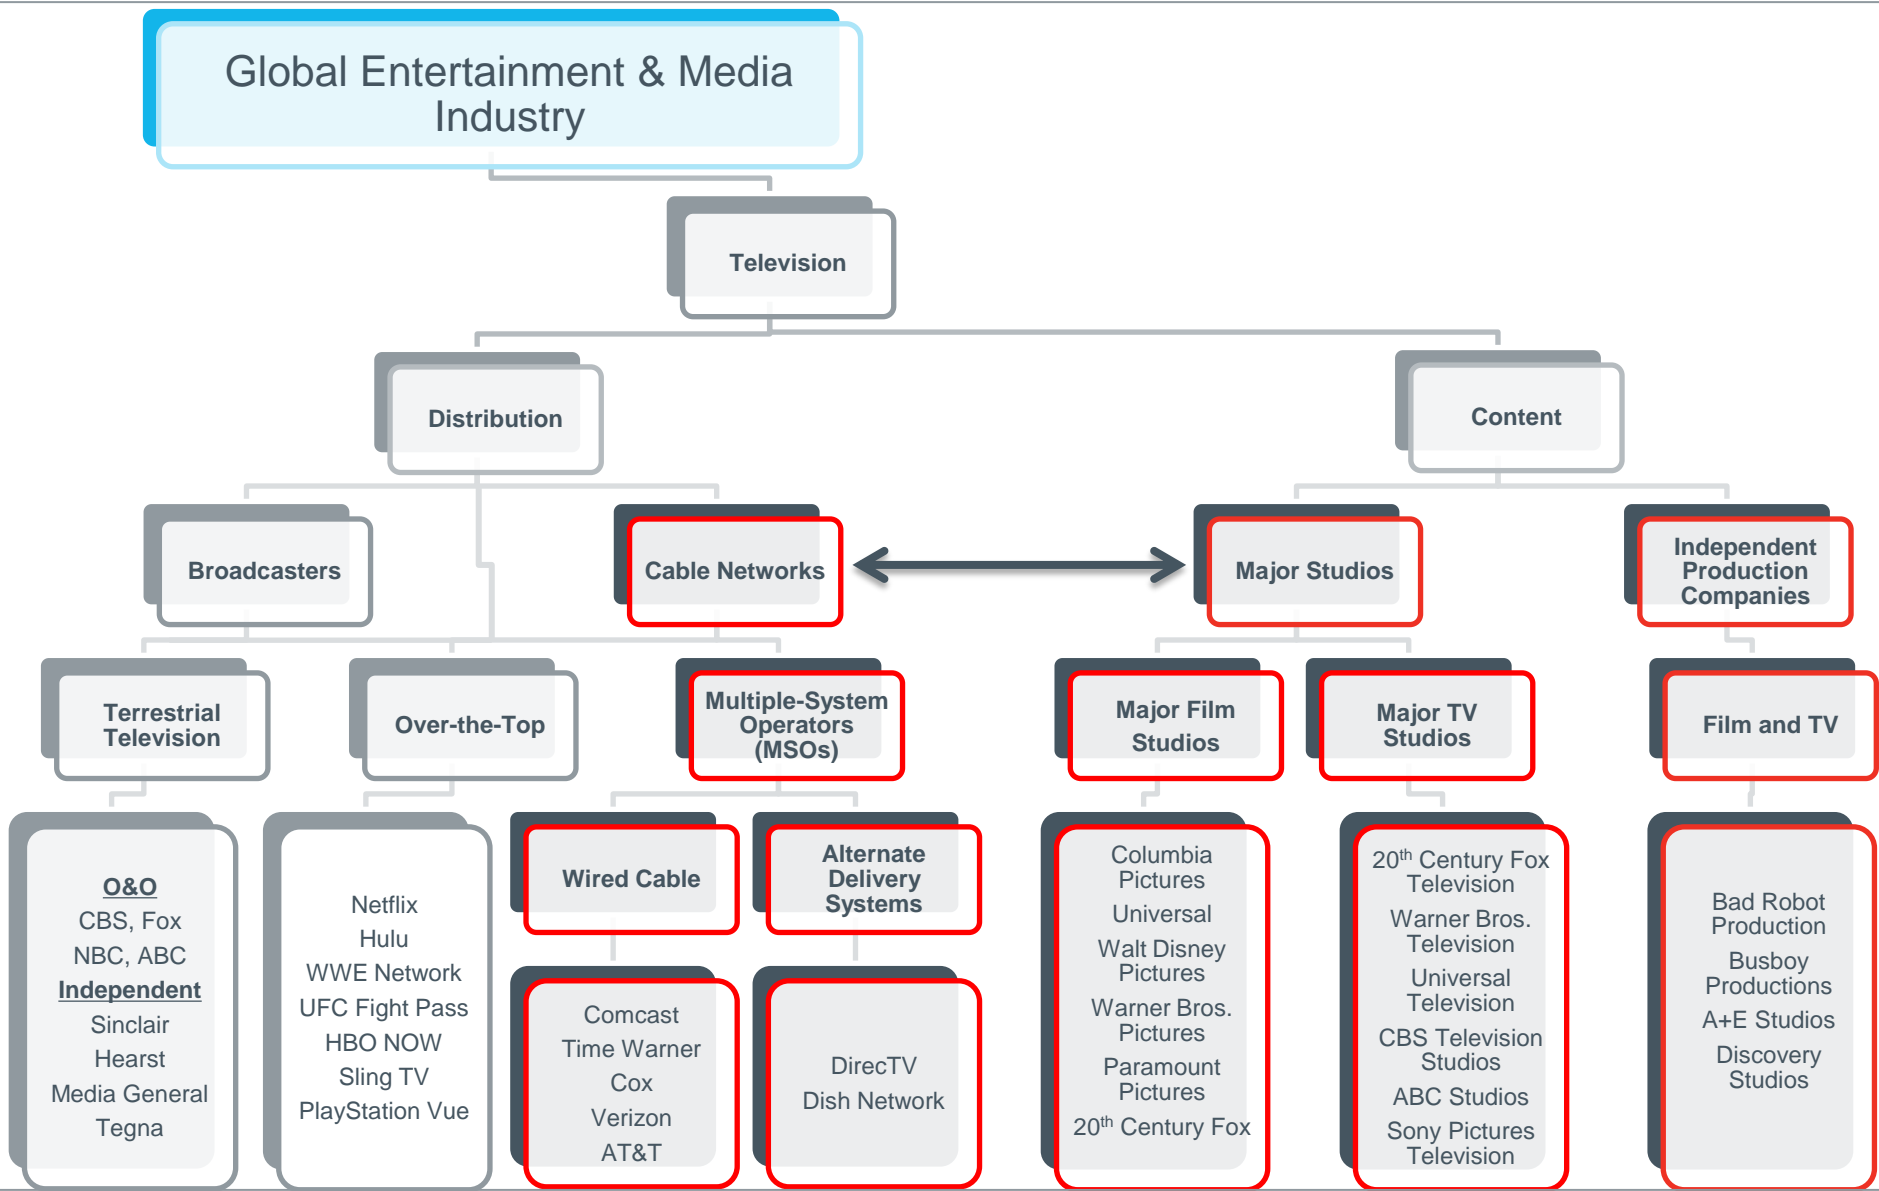 Global Entertainment & Media
Industry
Television
Distribution
Content
Broadcasters
Cable Networks
Major Studios
Independent
Production
Companies
Terrestrial
Television
Over-the-Top
Multiple-System
Operators
(MSOs)
Major Film
Studios
Major TV
Studios
Film and TV
O&O
CBS, Fox
NBC, ABC
Independent
Sinclair
Hearst
Media General
Tegna
Netflix
Hulu
WWE Network
UFC Fight Pass
HBO NOW
Sling TV
PlayStation Vue
Wired Cable
Comcast
Time Warner
Cox
Verizon
AT&T
Alternate
Delivery
Systems
DirecTV
Dish Network
Columbia
Pictures
Universal
Walt Disney
Pictures
Warner Bros.
Pictures
Paramount
Pictures
20th Century Fox
20th Century Fox
Television
Warner Bros.
Television
Universal
Television
CBS Television
Studios
ABC Studios
Sony Pictures
Television
Bad Robot
Production
Busboy
Productions
A+E Studios
Discovery
Studios